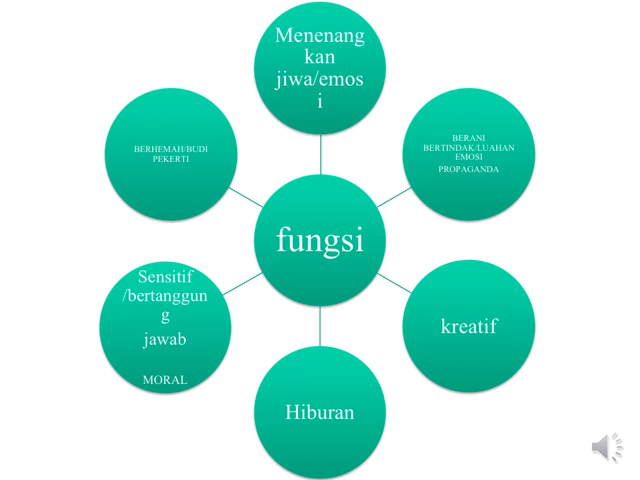 Menenang
kan
jiwa/emos
i
BERANI
BERTINDAK/LUAHAN
EMOSI
PROPAGANDA
kreatif
Hiburan
Sensitif
/bertanggun
g
jawab
MORAL
BERHEMAH/BUDI
PEKERTI
fungsi